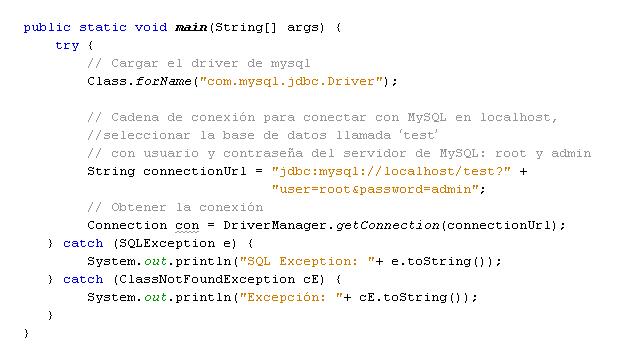 public static void main(String[] args) {
try {
// Cargar el driver de mysql
Class.forName("com.mysql.jdbc.Driver");
// Cadena de conexión para conectar con MySQL en localhost,
//seleccionar la base de datos llamada ‘test’
// con usuario y contraseña del servidor de MySQL: root y admin
String connectionUrl = "jdbc:mysql://localhost/test?" +
"user=root&password=admin";
// Obtener la conexión
Connection con = DriverManager.getConnection(connectionUrl);
} catch (SQLException e) {
System.out.println("SQL Exception: "+ e.toString());
} catch (ClassNotFoundException cE) {
System.out.println("Excepción: "+ cE.toString());
}
}